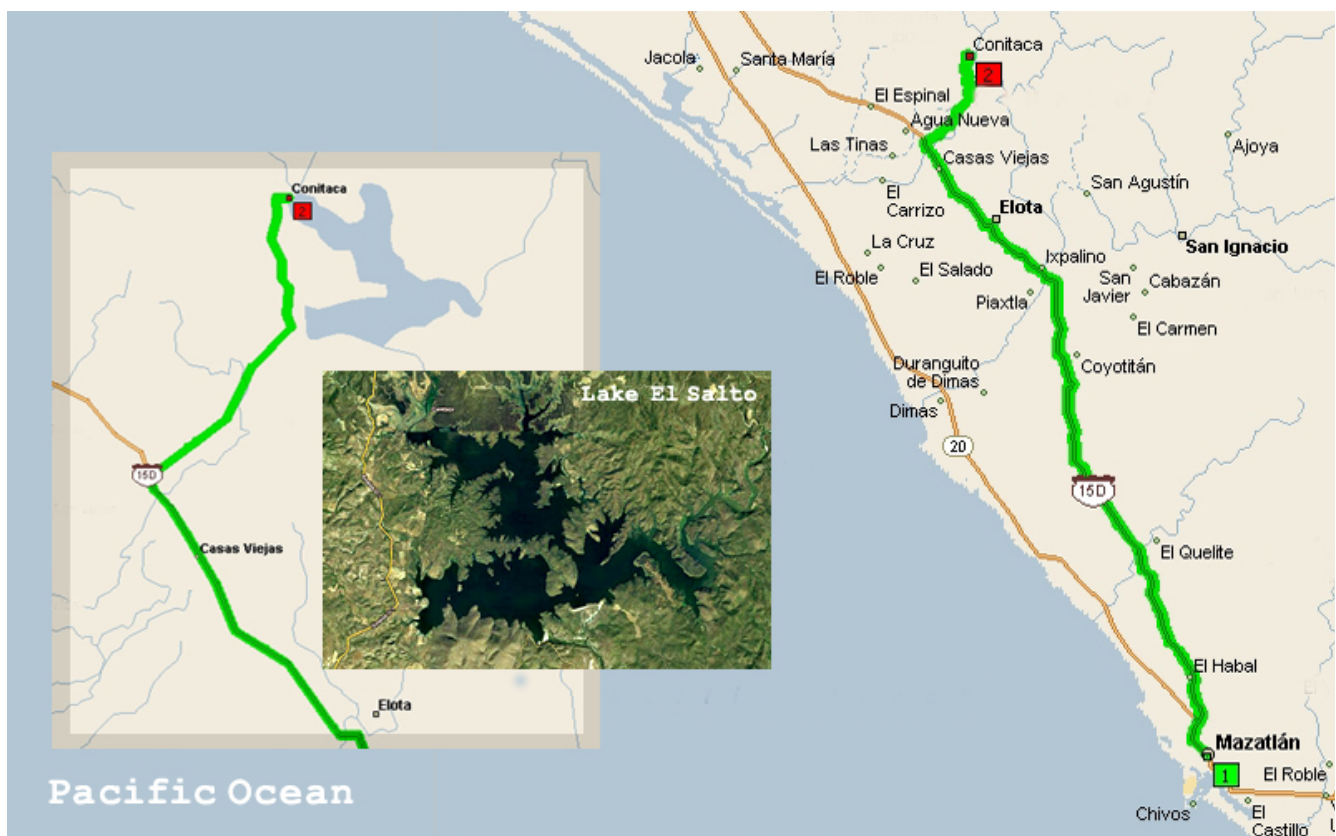 Conitaca
2
Jacola
Santa María
El Espinal
Agua Nueva
Las Tinas
Casas Viejas
Ajoya
El
Carrizo
San Agustín
Elota
San Ignacio
La Cruz
El Roble
El Salado
Ixpalino
Piaxtla
San
Javier
Cabazán
El Carmen
Coyotitán
Duranguito
de Dimas
Dimas
20
15D
El Quelite
El Habal
Mazatlán
1
El Roble
Chivos
El
Castillo
Conitaca
2
15D
Casas Viejas
Elota
Lake El Salto
Pacific Ocean